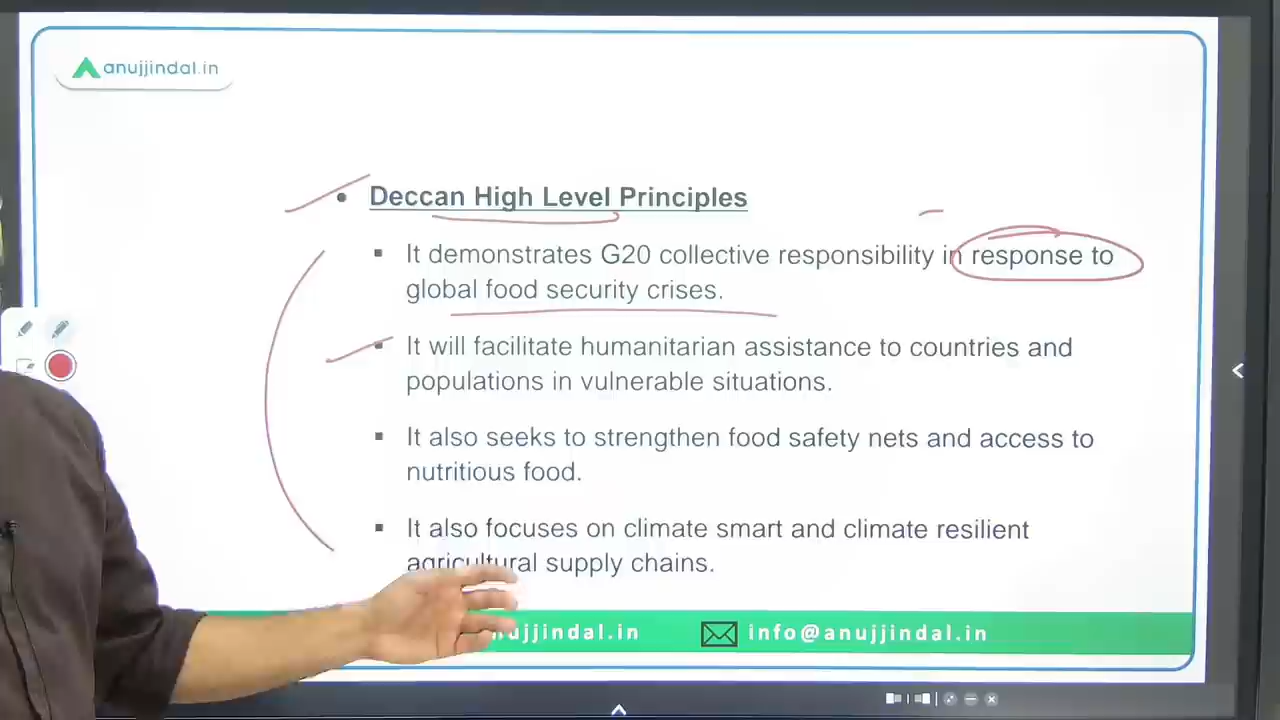 anujjindal.in
Deccan High Level Principles
It demonstrates G20 collective responsibility in response to
global food security crises.
It will facilitate humanitarian assistance to countries and
populations in vulnerable situations.
It also seeks to strengthen food safety nets and access to
nutritious food.
It also focuses on climate smart and climate resilient
agricultural supply chains.
info@anujjindal.in